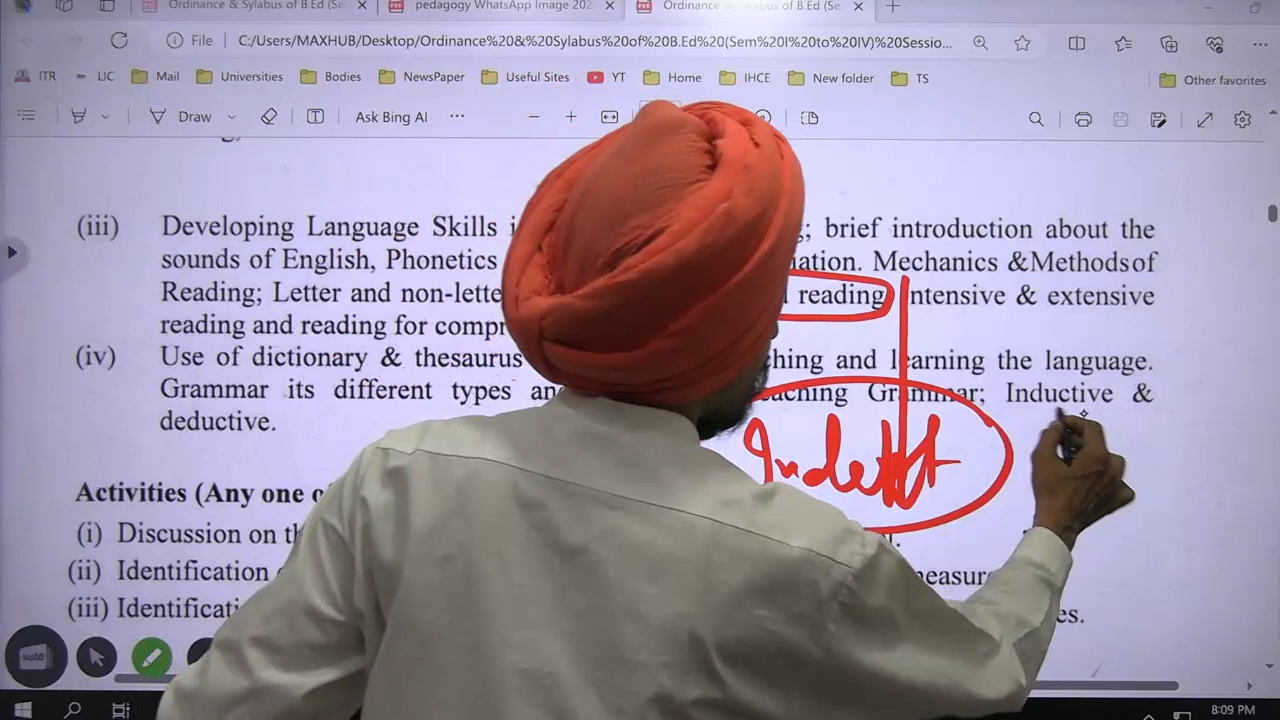 Ordinance & Sylabus of B.Ed (Se
pedagogy WhatsApp Image 202
Ordinance & Sylabus of B.Ed (Se
File C:/Users/MAXHUB/Desktop/Ordinance%20&%20Sylabus%20of%20B.Ed%20(Sem%20I%20to%20IV)%20Sessio...
ITR LIC Mail Universities Bodies NewsPaper Useful Sites YT Home IHCE New folder TS Other favorites
Draw Ask Bing AI
(iii) Developing Language Skills brief introduction about the
sounds of English, Phonetics Mechanics &Methodsof
Reading; Letter and non-lette reading ntensive & extensive
reading and reading for compr
(iv) Use of dictionary & thesaurus ching and learning the language.
Grammar its different types an aching Grammar; Inductive &
deductive.
Activities (Any one o
(i) Discussion on th
(ii) Identification easur
(iii) Identificati es.
Note
8:09 PM